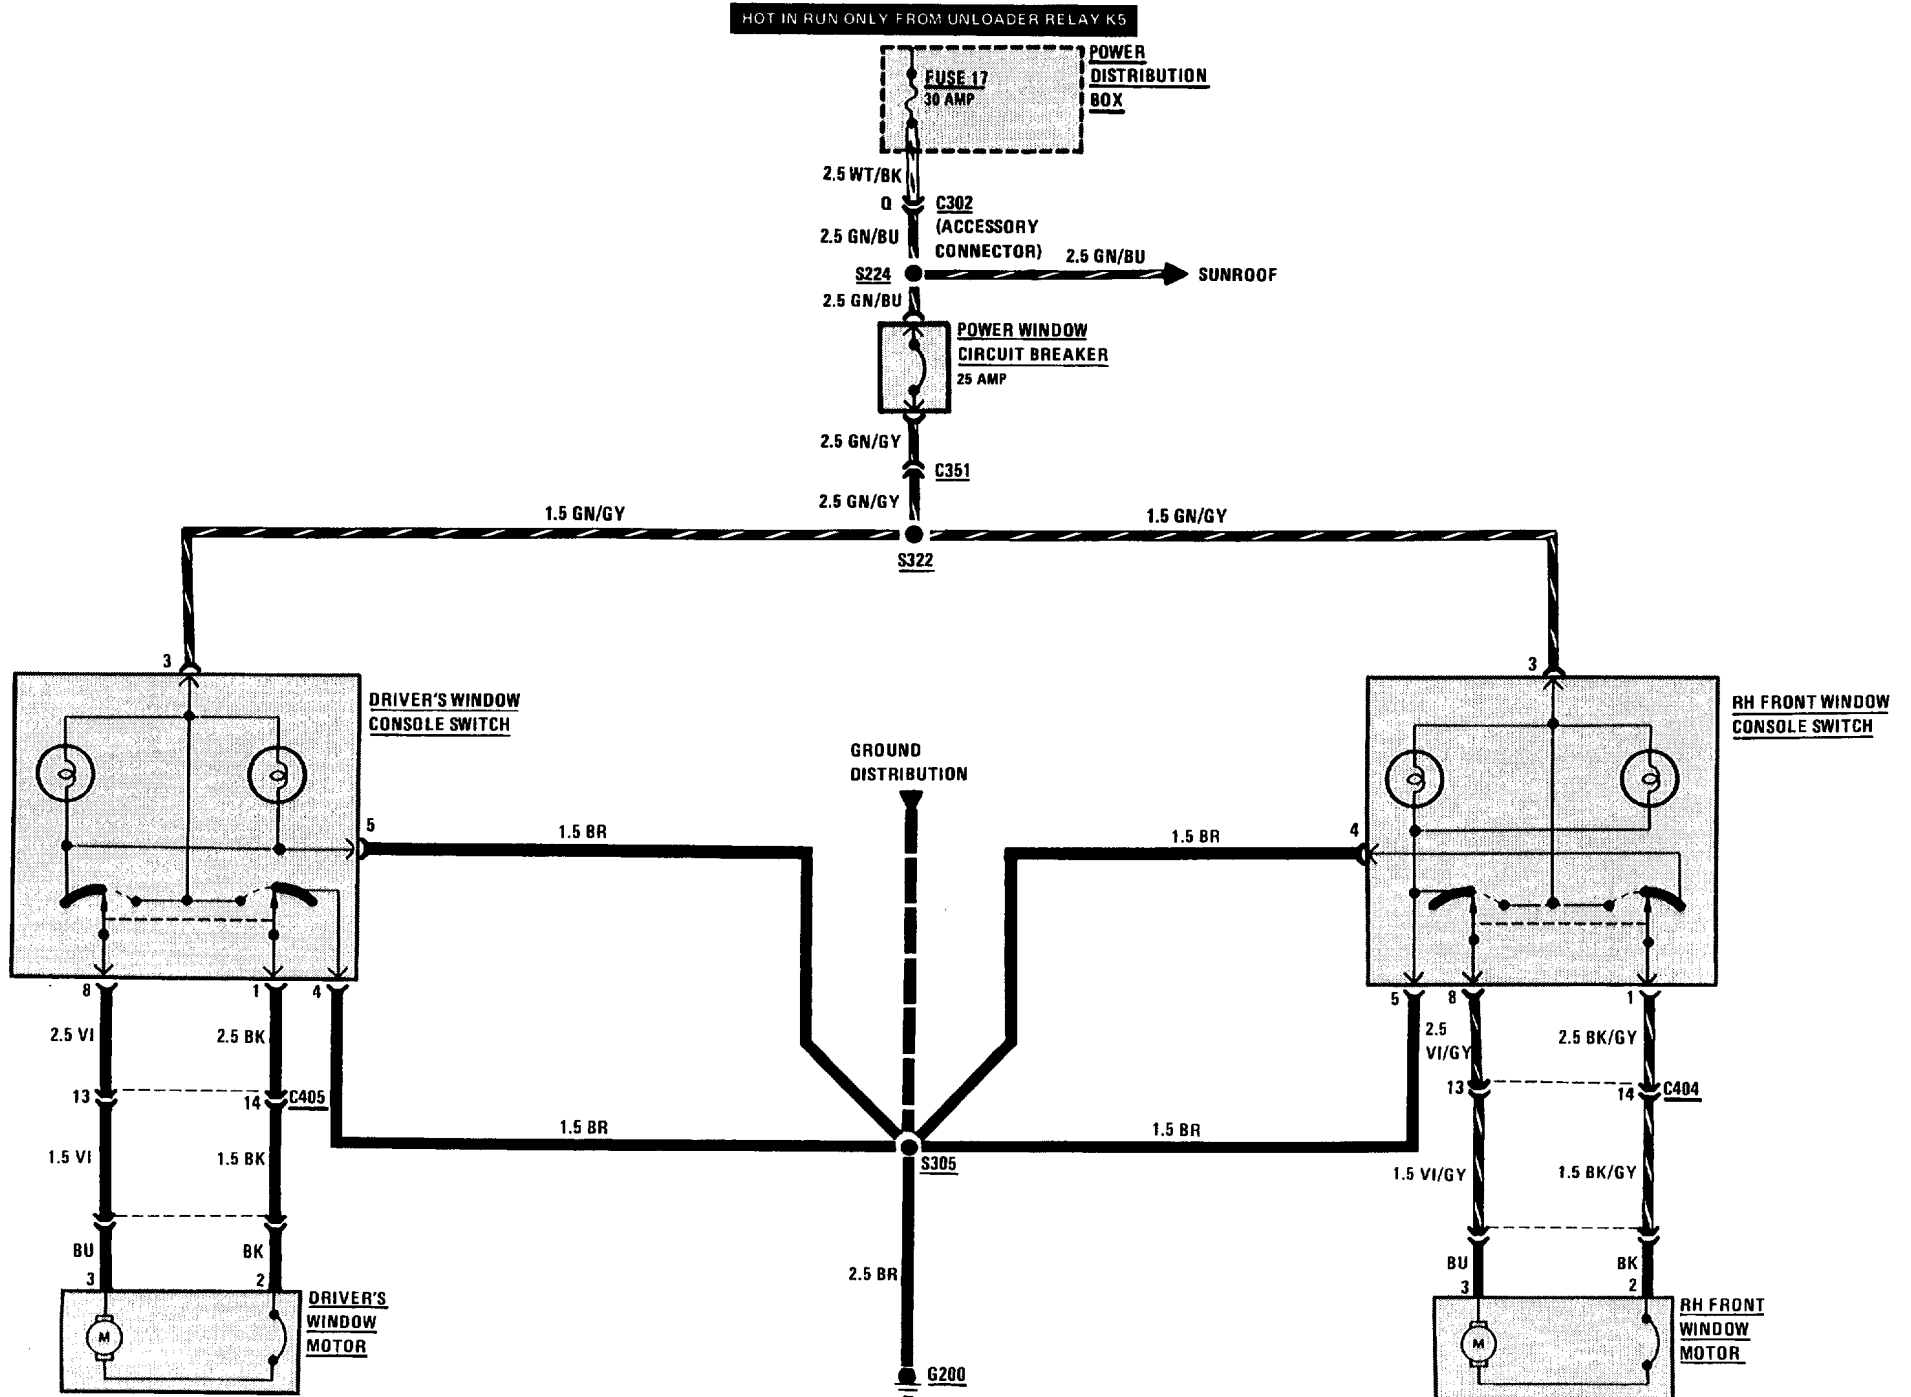 HOT IN RUN ONLY FROM UNLOADER RELAY K5
POWER
DISTRIBUTION
BOX
FUSE 17
30 AMP
2.5 WT/BK
Q
C302
(ACCESSORY
CONNECTOR)
2.5 GN/BU
2.5 GN/BU
S224
SUNROOF
2.5 GN/BU
POWER WINDOW
CIRCUIT BREAKER
25 AMP
2.5 GN/GY
C351
2.5 GN/GY
1.5 GN/GY
1.5 GN/GY
S322
3
3
DRIVER'S WINDOW
CONSOLE SWITCH
RH FRONT WINDOW
CONSOLE SWITCH
GROUND
DISTRIBUTION
5
1.5 BR
1.5 BR
4
8
1
4
5
8
1
2.5 VI
2.5 BK
2.5
VI/GY
2.5 BK/GY
13
14
C405
13
14
C404
1.5 BR
1.5 BR
S305
1.5 VI
1.5 BK
1.5 VI/GY
1.5 BK/GY
BU
BK
2.5 BR
BU
BK
3
2
3
2
DRIVER'S
WINDOW
MOTOR
M
RH FRONT
WINDOW
MOTOR
M
G200